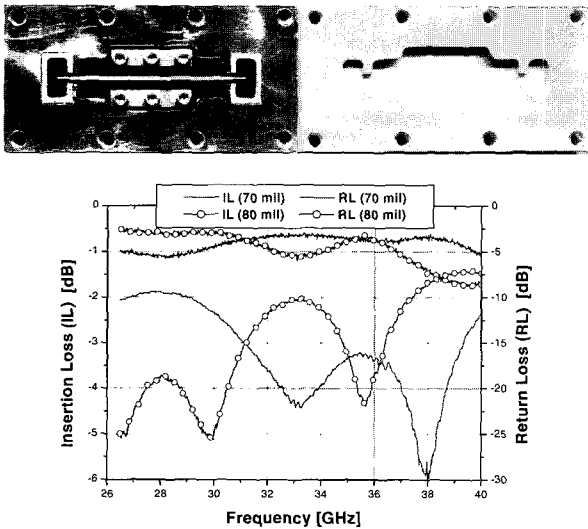 IL (70 mil) RL (70 mil)
IL (80 mil) RL (80 mil)
0
-1
-2
-3
-4
-5
-6
Insertion Loss (IL) [dB]
0
-5
-10
-15
-20
-25
-30
Return Loss (RL) [dB]
26 28 30 32 34 36 38 40
Frequency [GHz]